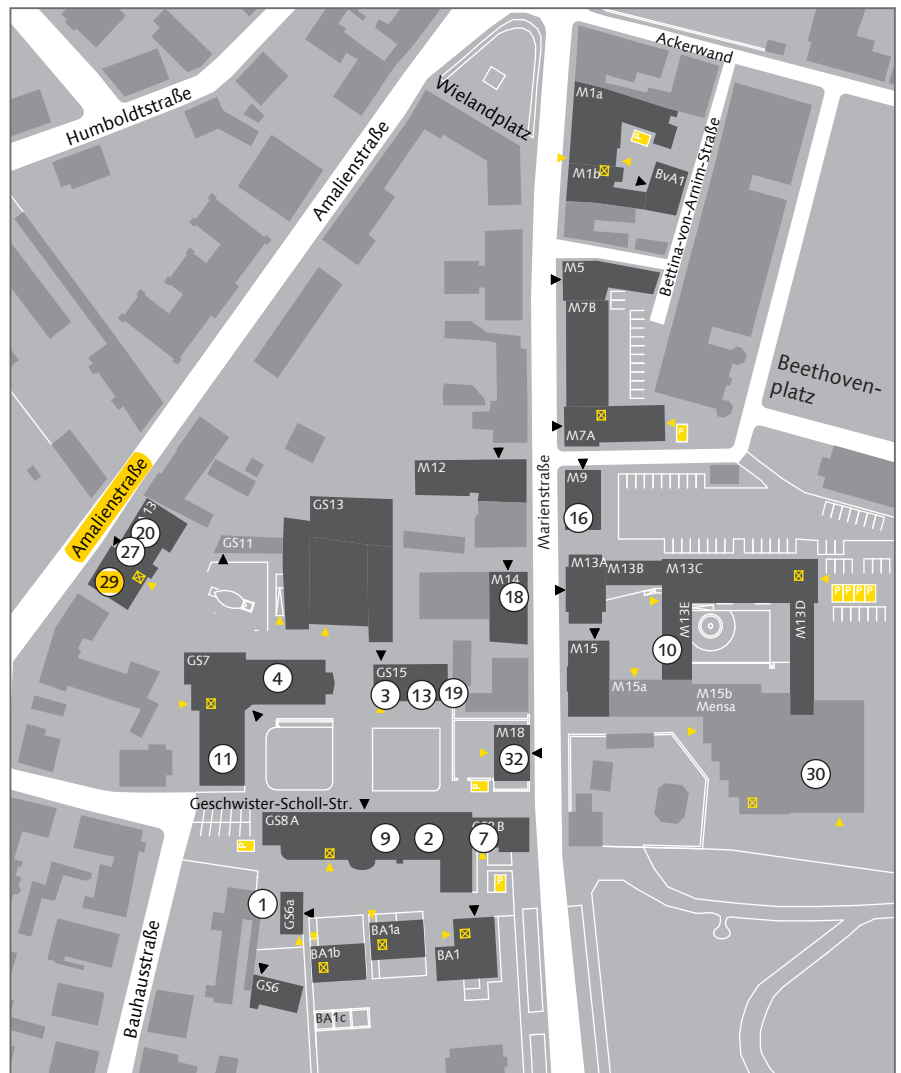 Ackerwand
Humboldtstraße
Wielandplatz
Amalienstraße
M1a
P
M1b
BvA1
Bettina-von-Arnim-Straße
M5
M7B
Beethoven-
platz
M7A
P
Marienstraße
M12
M9
16
Amalienstraße
20
27
29
GS13
GS11
M13A
M13B
M13C
M14
18
P P P P
M13E
M13D
10
M15
GS7
4
GS15
3
13
19
M15a
M15b
Mensa
M18
32
11
30
P
Geschwister-Scholl-Str.
GS8A
9
2
7
P
P
1
GS6a
BA1a
BA1b
BA1
GS6
BA1c
Bauhausstraße